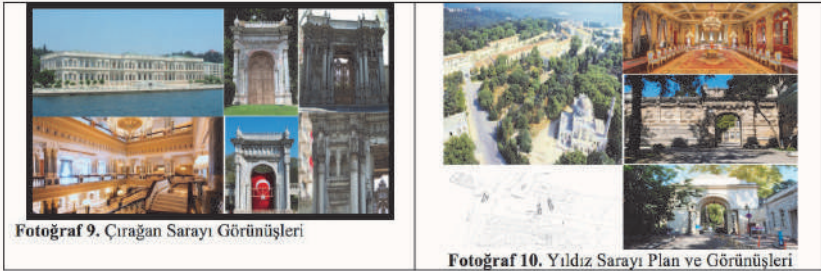 Fotoğraf 9. Çırağan Sarayı Görünüşleri
Fotoğraf 10. Yıldız Sarayı Plan ve Görünüşleri